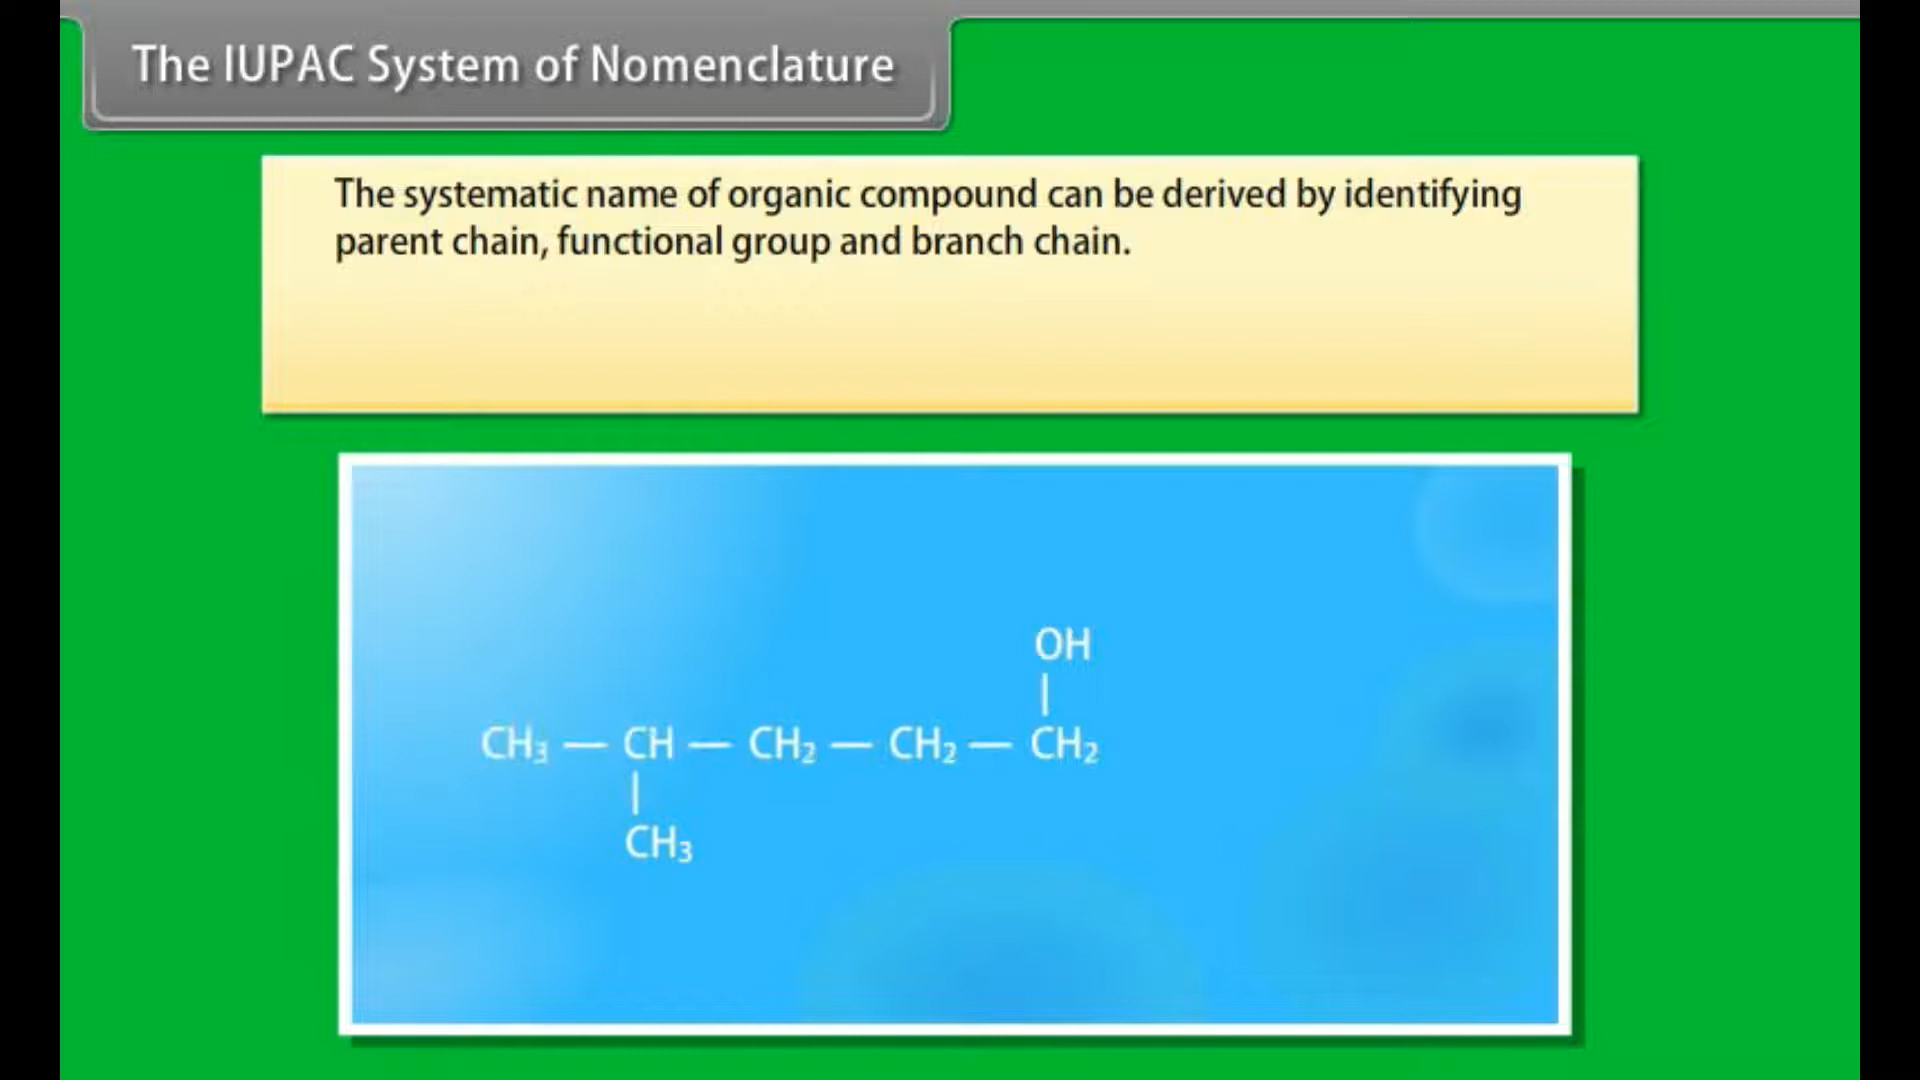 The IUPAC System of Nomenclature
The systematic name of organic compound can be derived by identifying
parent chain, functional group and branch chain.
OH
|
CH₃ — CH — CH₂ — CH₂ — CH₂
|
CH₃